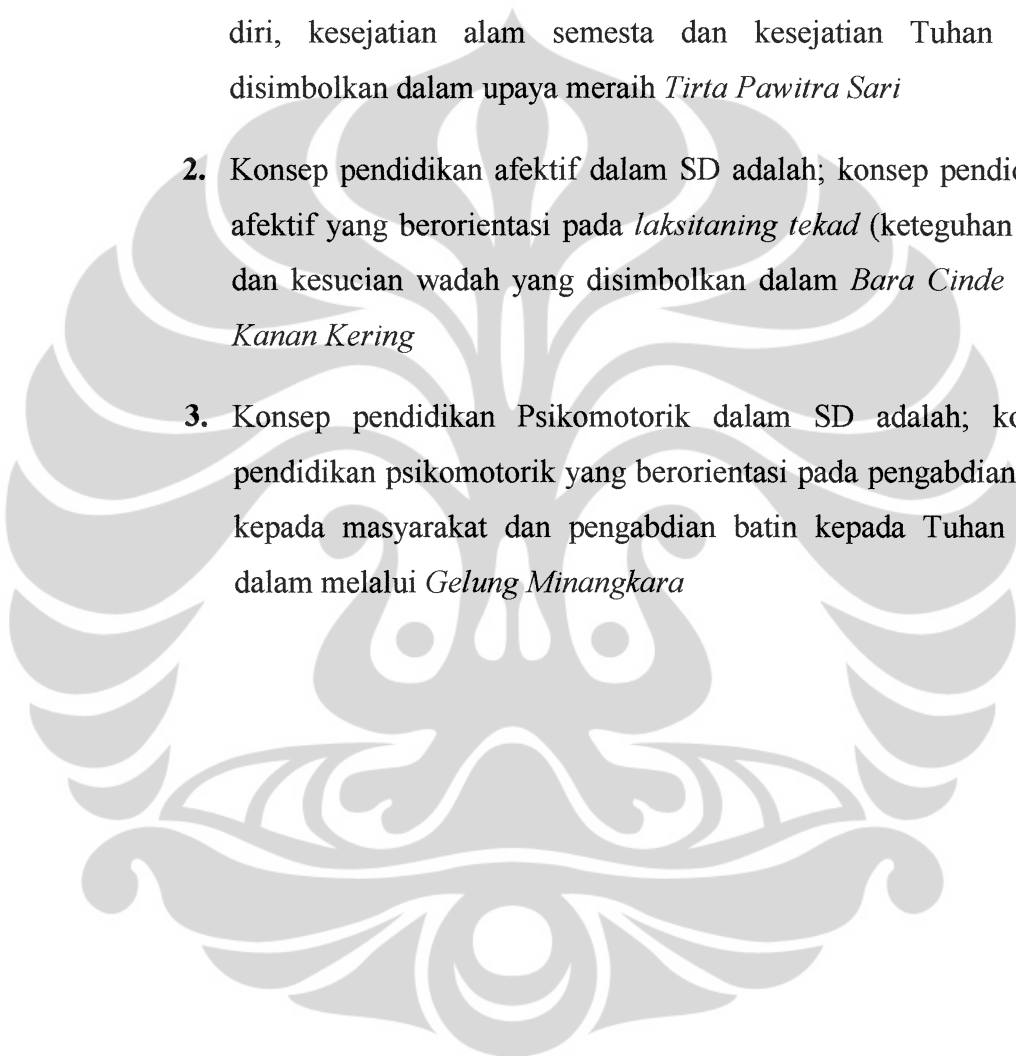 diri, kesejatian alam semesta dan kesejatian Tuhan
disimbolkan dalam upaya meraih Tirta Pawitra Sari
2. Konsep pendidikan afektif dalam SD adalah; konsep
afektif yang berorientasi pada laksitaning tekad (keteguhan
dan kesucian wadah yang disimbolkan dalam Bara Cinde
Kanan Kering
3. Konsep pendidikan Psikomotorik dalam SD adalah;
pendidikan psikomotorik yang berorientasi pada pengabdian
kepada masyarakat dan pengabdian batin kepada Tuhan
dalam melalui Gelung Minangkara